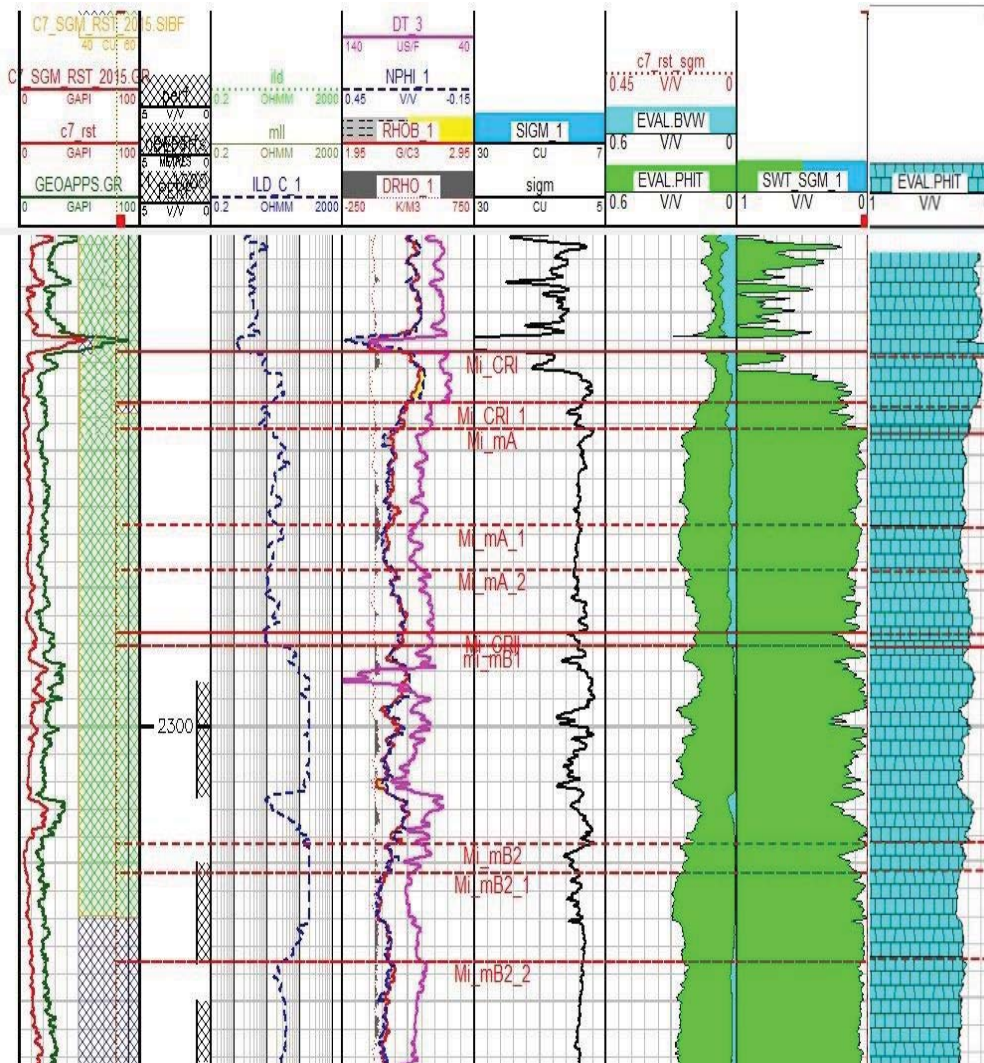 C7_SGM_RST_2015.SIBF
40 CU 60
C7_SGM_RST_2015.GR
0 GAPI 100
c7_rst
0 GAPI 100
GEOAPPS.GR
0 GAPI 100
perf
5 V/V 0
5 V/V 0
METRES
5 V/V 0
ild
0.2 OHMM 2000
mll
0.2 OHMM 2000
ILD_C_1
0.2 OHMM 2000
DT_3
140 US/F 40
NPHI_1
0.45 V/V -0.15
RHOB_1
1.95 G/C3 2.95
DRHO_1
-250 K/M3 750
SIGM_1
30 CU 7
sigm
30 CU 5
c7_rst_sgm
0.45 V/V 0
EVAL.BVW
0.6 V/V 0
EVAL.PHIT
0.6 V/V 0
SWT_SGM_1
1 V/V 0
EVAL.PHIT
1 V/V
Mi_CRI
Mi_CRI_1
Mi_mA
Mi_mA_1
Mi_mA_2
Mi_CRII
mi_mB1
2300
Mi_mB2
Mi_mB2_1
Mi_mB2_2